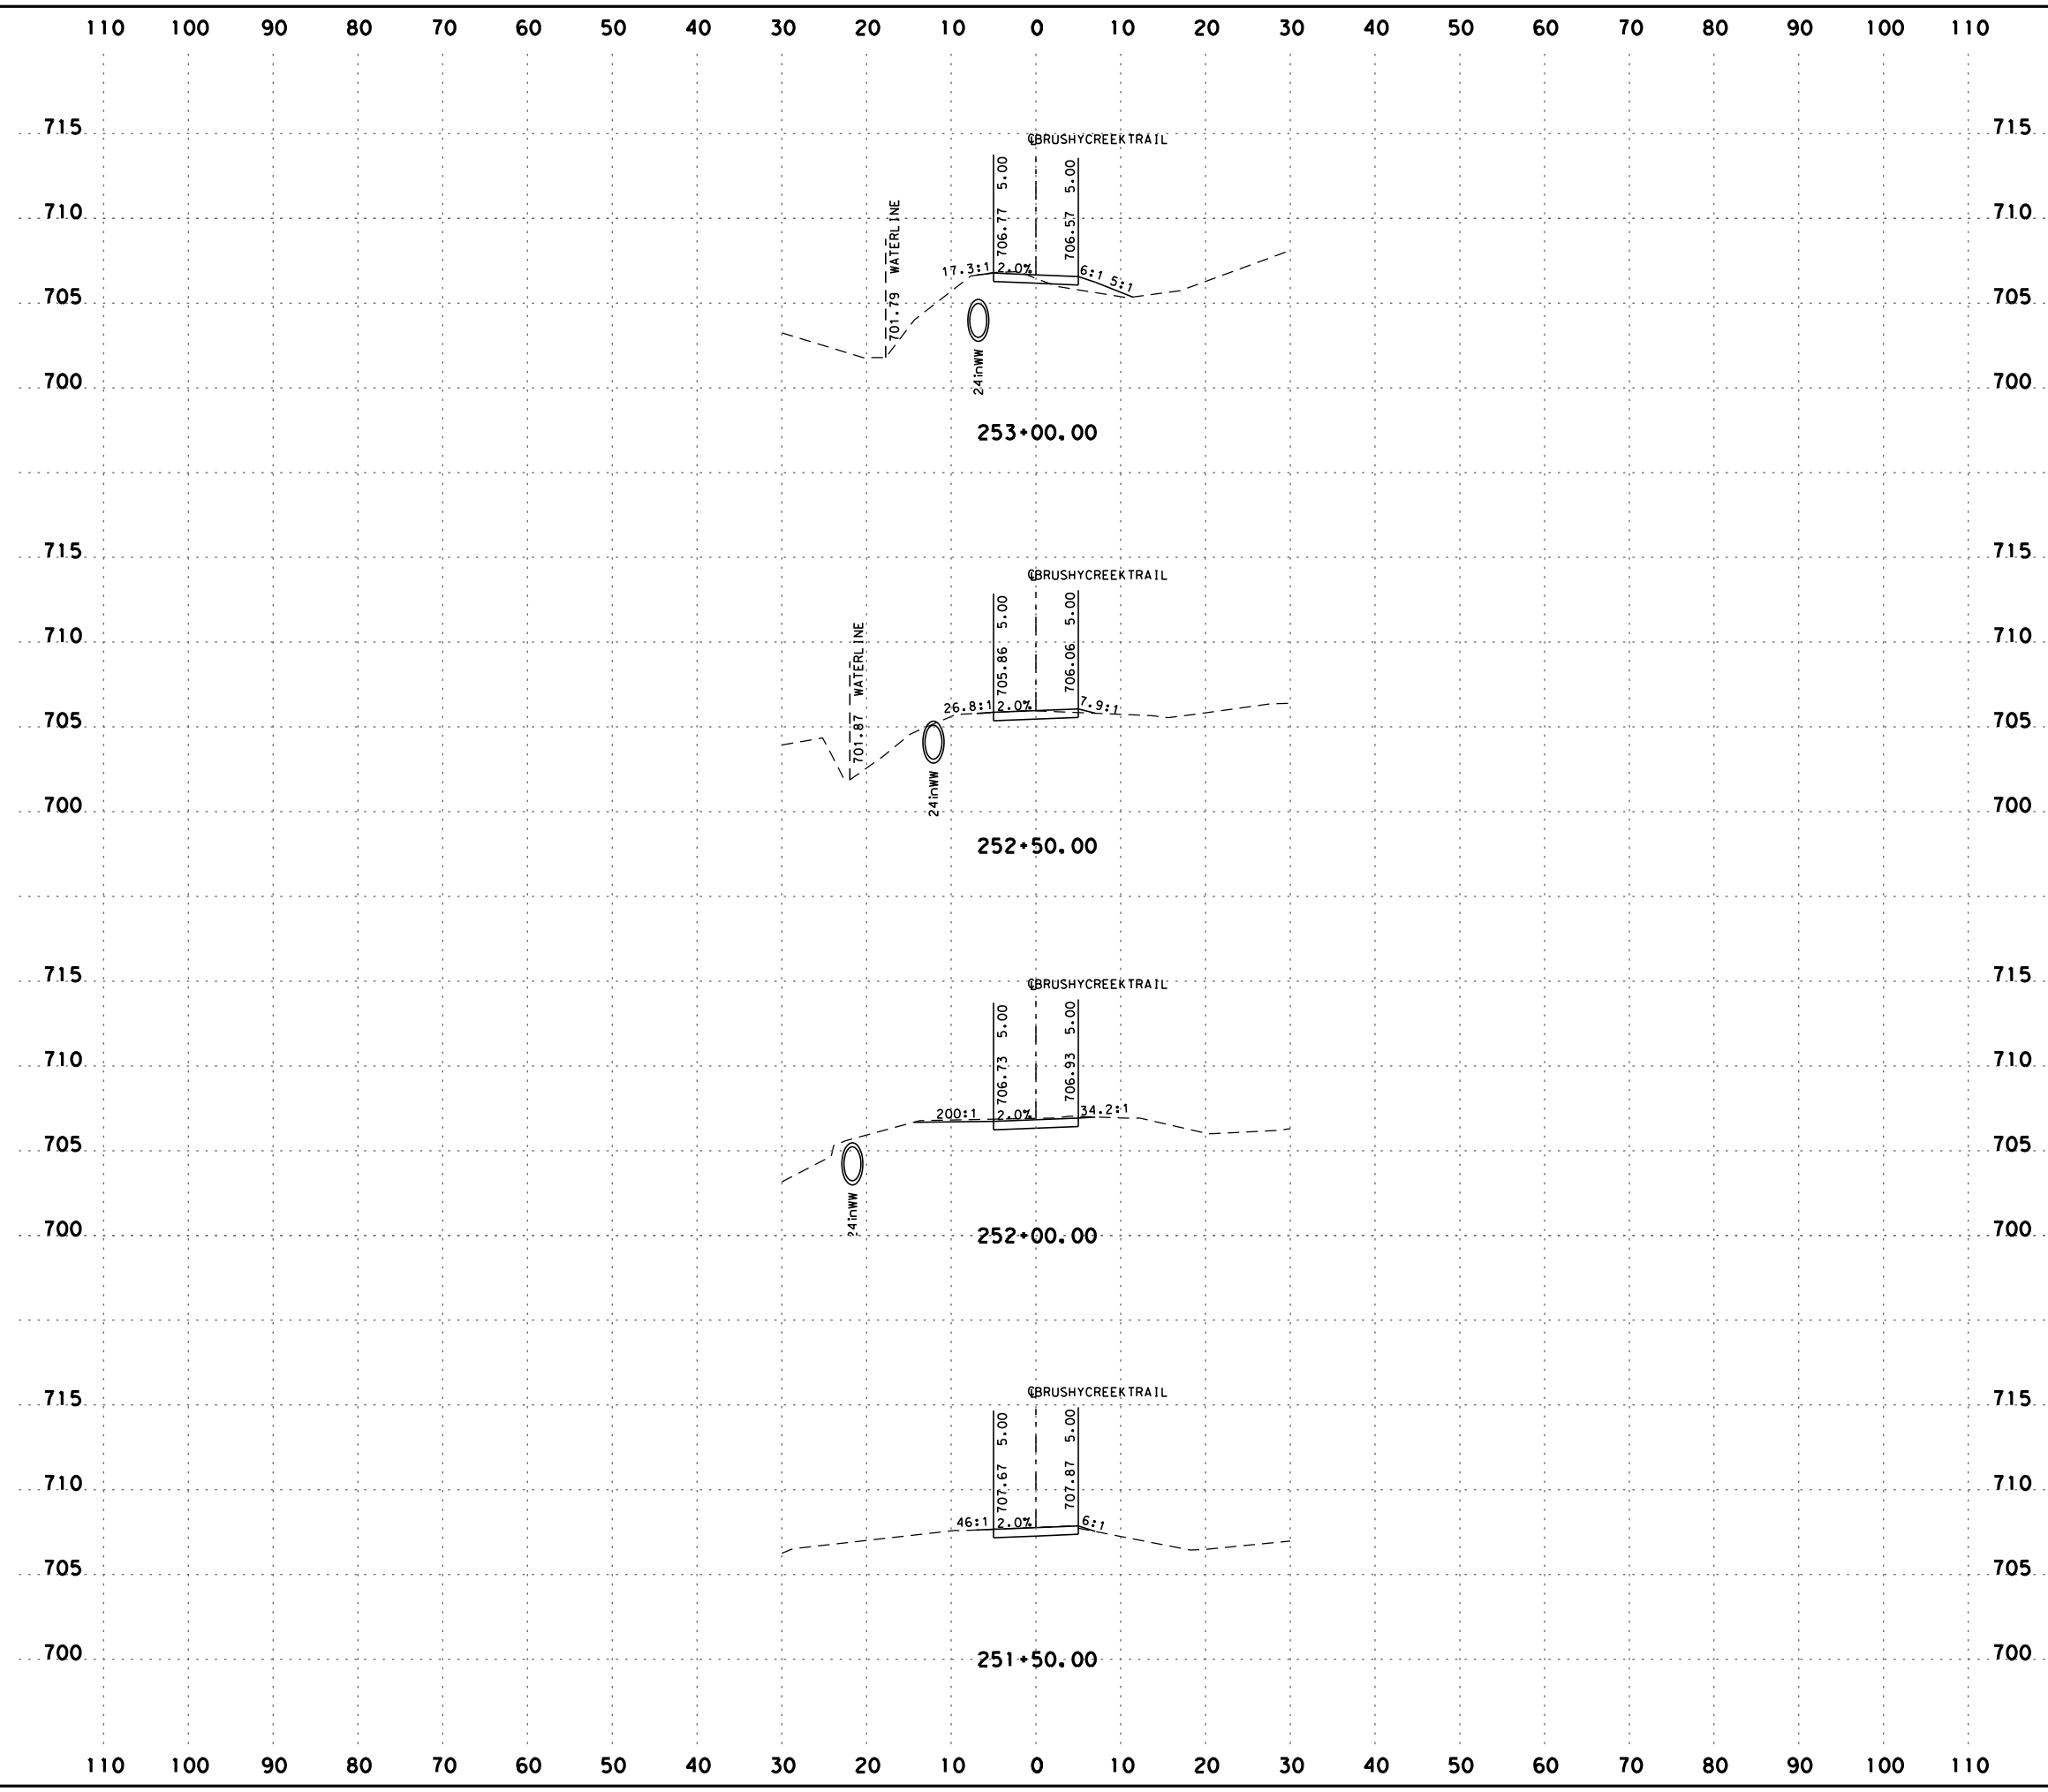 110 100 90 80 70 60 50 40 30 20 10 0 10 20 30 40 50 60 70 80 90 100 110
715 715
℄BRUSHYCREEKTRAIL
5.00 5.00
710 710
706.77 706.57
701.79 WATERLINE
17.3:1 2.0% 6:1 5:1
705 705
24inWW
700 700
253+00.00
715 715
℄BRUSHYCREEKTRAIL
5.00 5.00
710 710
705.86 706.06
701.87 WATERLINE
26.8:1 2.0% 7.9:1
705 705
24inWW
700 700
252+50.00
715 715
℄BRUSHYCREEKTRAIL
5.00 5.00
710 710
706.73 706.93
200:1 2.0% 34.2:1
705 705
24inWW
700 252+00.00 700
℄BRUSHYCREEKTRAIL
715 715
5.00 5.00
710 710
707.67 707.87
46:1 2.0% 6:1
705 705
700 251+50.00 700
110 100 90 80 70 60 50 40 30 20 10 0 10 20 30 40 50 60 70 80 90 100 110